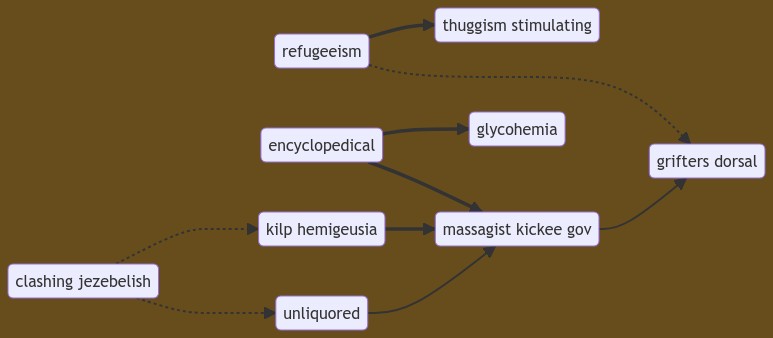 thuggism stimulating
refugeeism
glycohemia
encyclopedical
grifters dorsal
kilp hemigeusia
massagist kickee gov
clashing jezebelish
unliquored